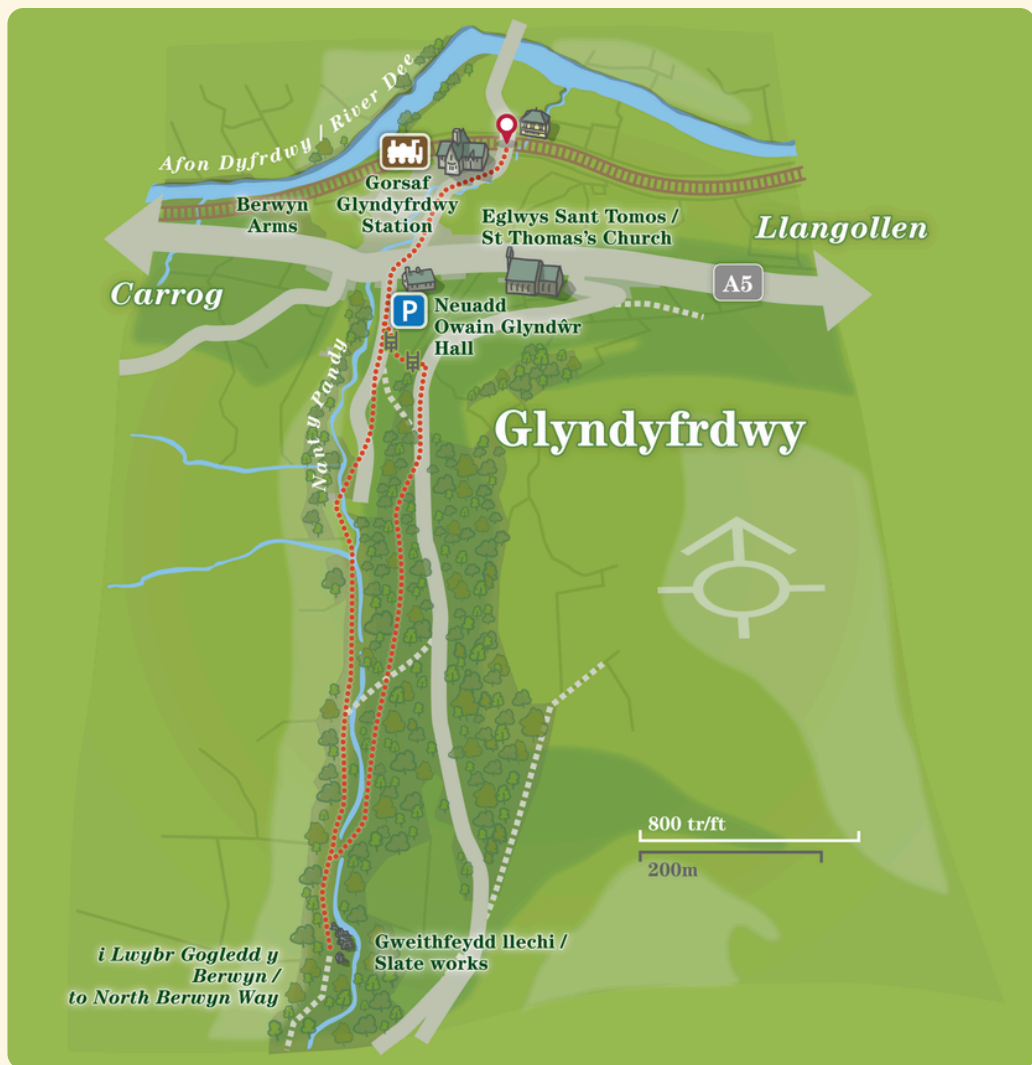 Afon Dyfrdwy / River Dee
Gorsaf
Glyndyfrdwy
Station
Berwyn
Arms
Eglwys Sant Tomos /
St Thomas's Church
Llangollen
A5
Carrog
P
Neuadd
Owain Glyndŵr
Hall
Nant y Pandy
Glyndyfrdwy
800 tr/ft
200m
Gweithfeydd llechi /
Slate works
i Lwybr Gogledd y
Berwyn /
to North Berwyn Way